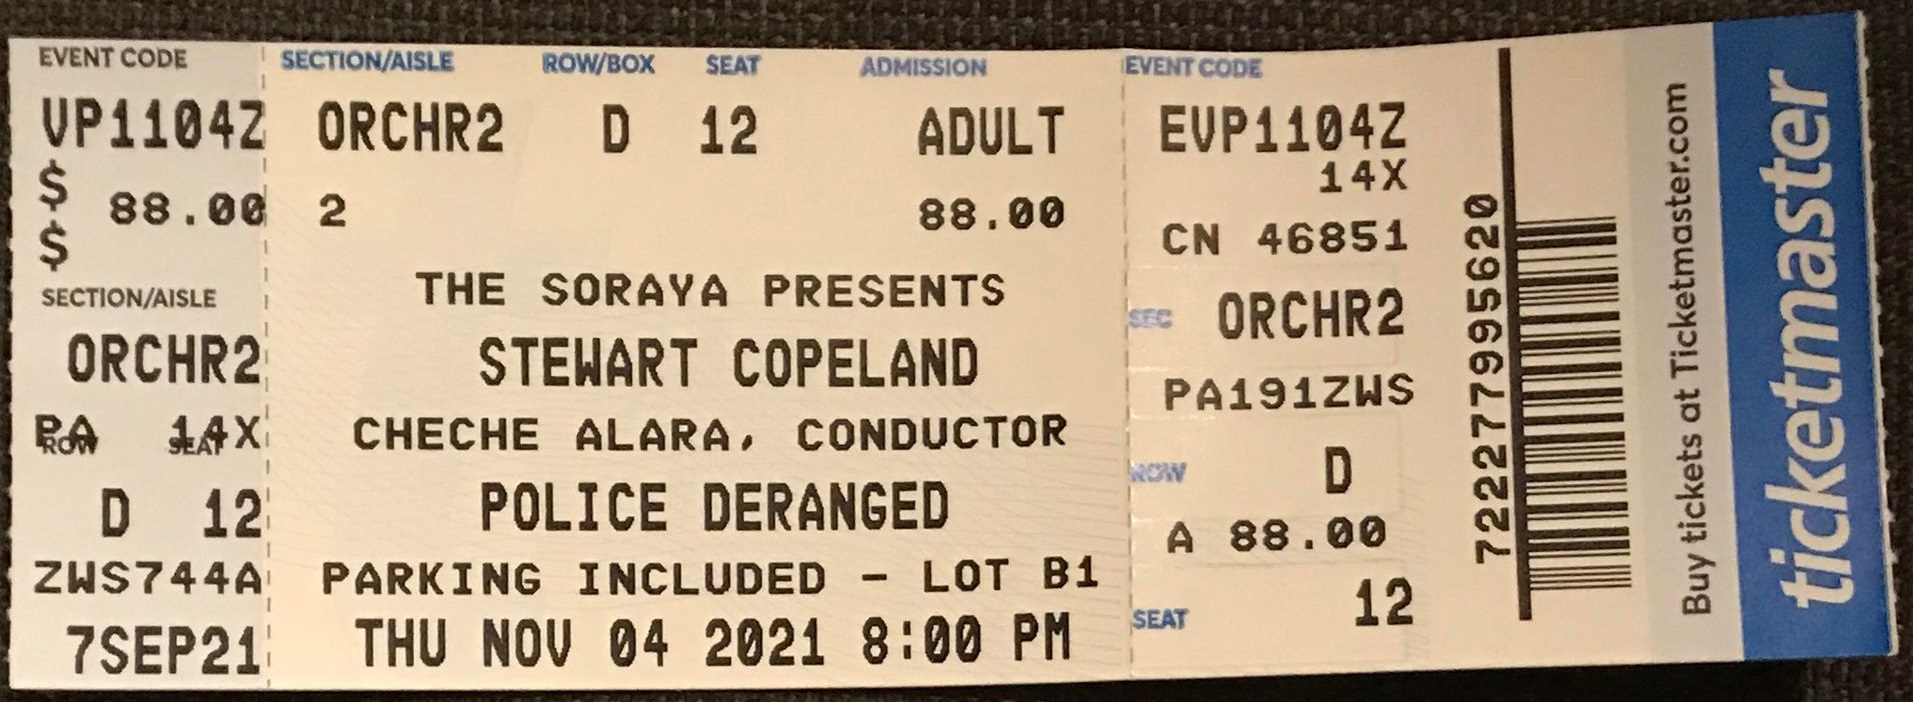 EVENT CODE
VP1104Z
$ 88.00
$
SECTION/AISLE
ORCHR2
PA 14X
ROW SEAT
D 12
ZWS744A
7SEP21
SECTION/AISLE ROW/BOX SEAT ADMISSION
ORCHR2 D 12 ADULT
2 88.00
THE SORAYA PRESENTS
STEWART COPELAND
CHECHE ALARA, CONDUCTOR
POLICE DERANGED
PARKING INCLUDED - LOT B1
THU NOV 04 2021 8:00 PM
EVENT CODE
EVP1104Z
14X
CN 46851
SEC ORCHR2
PA191ZWS
ROW D
A 88.00
SEAT 12
722277995620
Buy tickets at Ticketmaster.com
ticketmaster